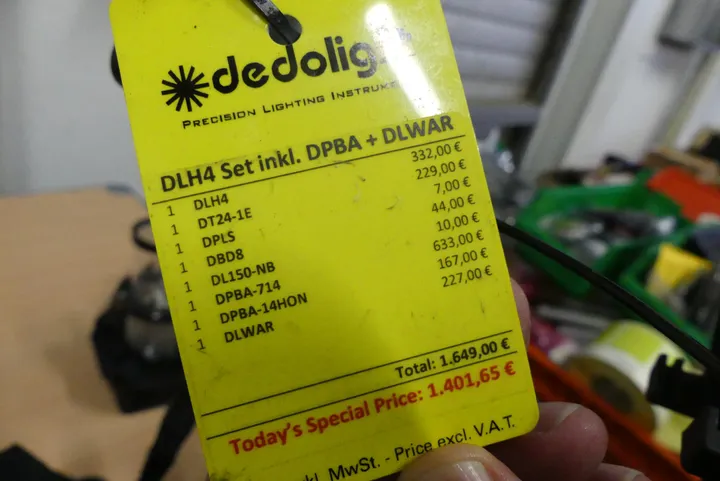 dedolig
PRECISION LIGHTING INSTRUME
DLH4 Set inkl. DPBA + DLWAR
1 DLH4 332,00 €
1 DT24-1E 229,00 €
1 DPLS 7,00 €
1 DBD8 44,00 €
1 DL150-NB 10,00 €
1 DPBA-714 633,00 €
1 DPBA-14HON 167,00 €
1 DLWAR 227,00 €
Total: 1.649,00 €
Today's Special Price: 1.401,65 €
kl. MwSt. - Price excl. V.A.T.